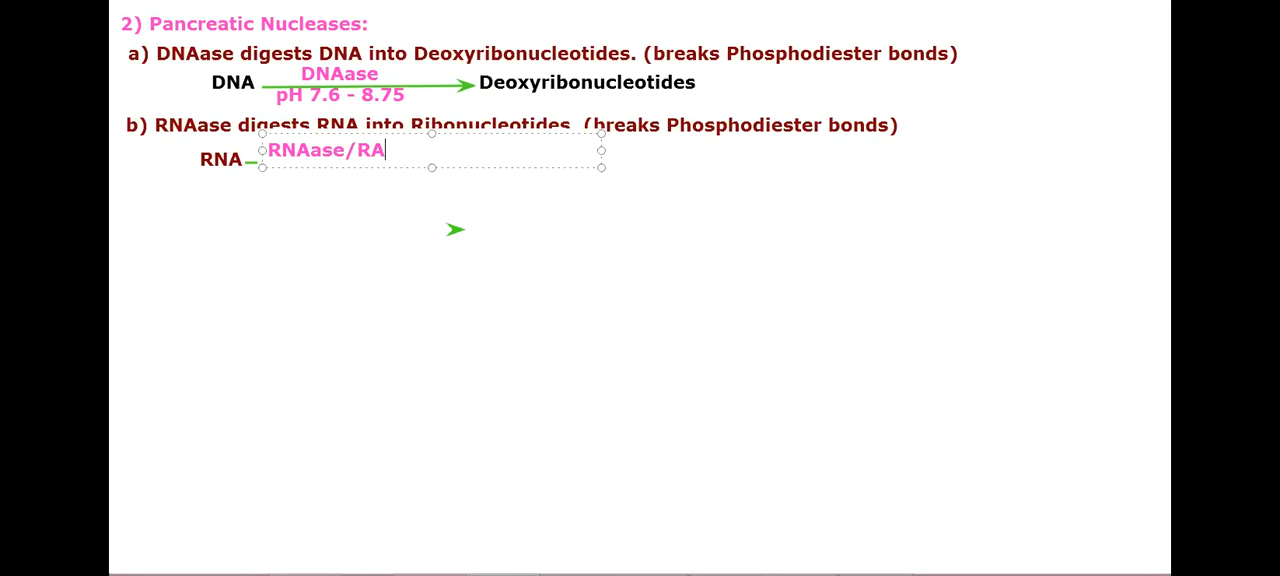 2) Pancreatic Nucleases:
a) DNAase digests DNA into Deoxyribonucleotides. (breaks Phosphodiester bonds)
DNAase
DNA Deoxyribonucleotides
pH 7.6 - 8.75
b) RNAase digests RNA into Ribonucleotides. (breaks Phosphodiester bonds)
RNAase/RA
RNA